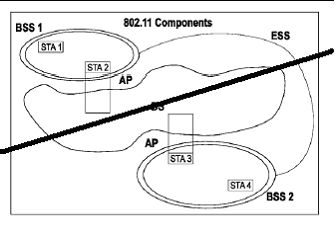 802.11 Components
BSS 1
ESS
STA 1
STA 2
AP
DS
AP
STA 3
STA 4
BSS 2